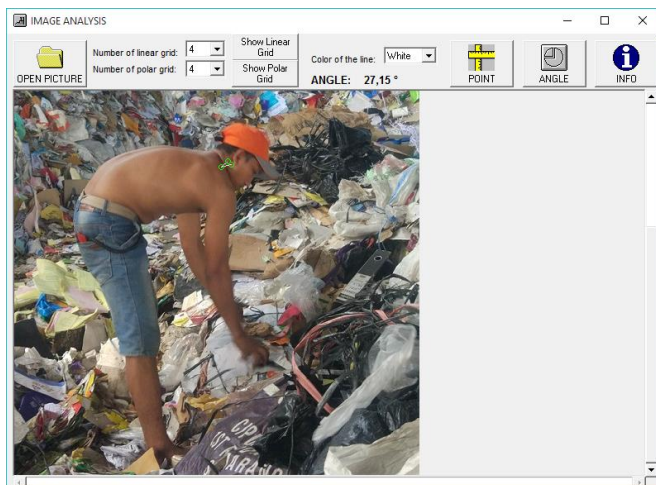 IMAGE ANALYSIS
OPEN PICTURE
Number of linear grid: 4
Number of polar grid: 4
Show Linear
Grid
Show Polar
Grid
Color of the line: White
ANGLE: 27,15 °
POINT
ANGLE
INFO